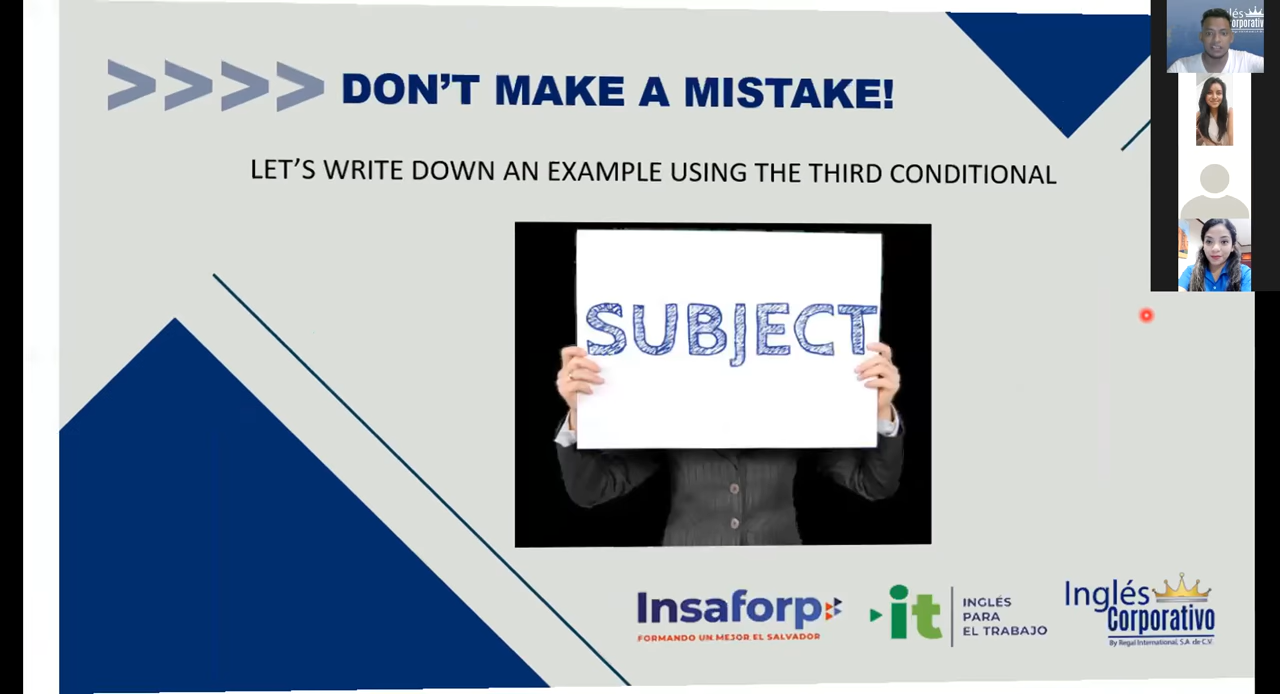 >>>> DON'T MAKE A MISTAKE!
LET'S WRITE DOWN AN EXAMPLE USING THE THIRD CONDITIONAL
SUBJECT
Insaforp
FORMANDO UN MEJOR EL SALVADOR
it
INGLÉS
PARA
EL TRABAJO
Inglés
Corporativo
By Regal International, S.A de C.V.